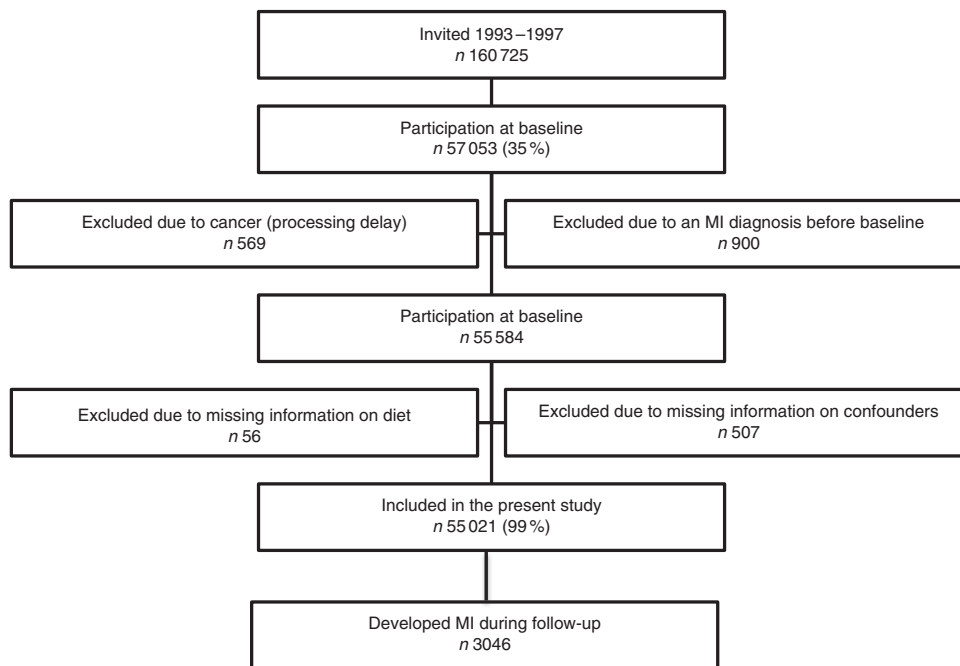 Invited 1993–1997
n 160 725
Participation at baseline
n 57 053 (35 %)
Excluded due to cancer (processing delay)
n 569
Excluded due to an MI diagnosis before baseline
n 900
Participation at baseline
n 55 584
Excluded due to missing information on diet
n 56
Excluded due to missing information on confounders
n 507
Included in the present study
n 55 021 (99 %)
Developed MI during follow-up
n 3046